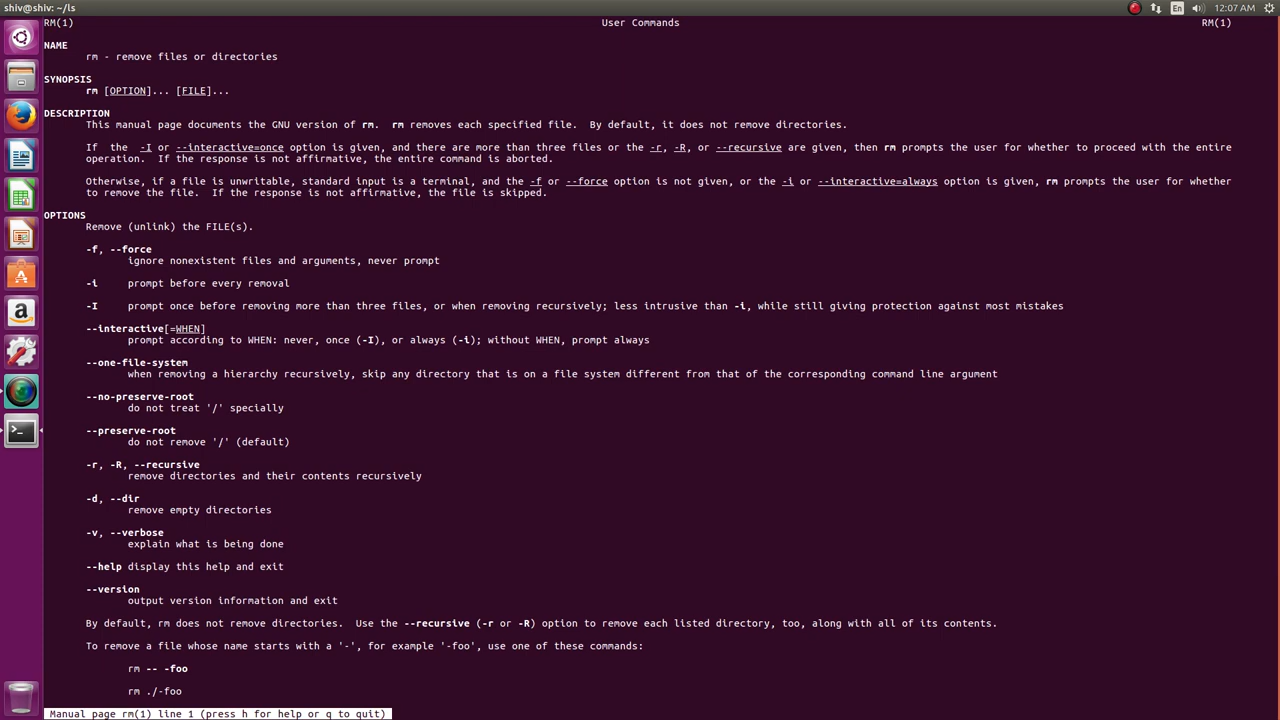 shiv@shiv: ~/ls
En
12:07 AM
RM(1) User Commands RM(1)
NAME
rm - remove files or directories
SYNOPSIS
rm [OPTION]... [FILE]...
DESCRIPTION
This manual page documents the GNU version of rm.  rm removes each specified file.  By default, it does not remove directories.
If the  -I or --interactive=once option is given, and there are more than three files or the -r, -R, or --recursive are given, then rm prompts the user for whether to proceed with the entire
operation.  If the response is not affirmative, the entire command is aborted.
Otherwise, if a file is unwritable, standard input is a terminal, and the -f or --force option is not given, or the -i or --interactive=always option is given, rm prompts the user for whether
to remove the file.  If the response is not affirmative, the file is skipped.
OPTIONS
Remove (unlink) the FILE(s).
-f, --force
ignore nonexistent files and arguments, never prompt
-i prompt before every removal
-I prompt once before removing more than three files, or when removing recursively; less intrusive than -i, while still giving protection against most mistakes
--interactive[=WHEN]
prompt according to WHEN: never, once (-I), or always (-i); without WHEN, prompt always
--one-file-system
when removing a hierarchy recursively, skip any directory that is on a file system different from that of the corresponding command line argument
--no-preserve-root
do not treat '/' specially
--preserve-root
do not remove '/' (default)
-r, -R, --recursive
remove directories and their contents recursively
-d, --dir
remove empty directories
-v, --verbose
explain what is being done
--help display this help and exit
--version
output version information and exit
By default, rm does not remove directories.  Use the --recursive (-r or -R) option to remove each listed directory, too, along with all of its contents.
To remove a file whose name starts with a '-', for example '-foo', use one of these commands:
rm -- -foo
rm ./-foo
Manual page rm(1) line 1 (press h for help or q to quit)